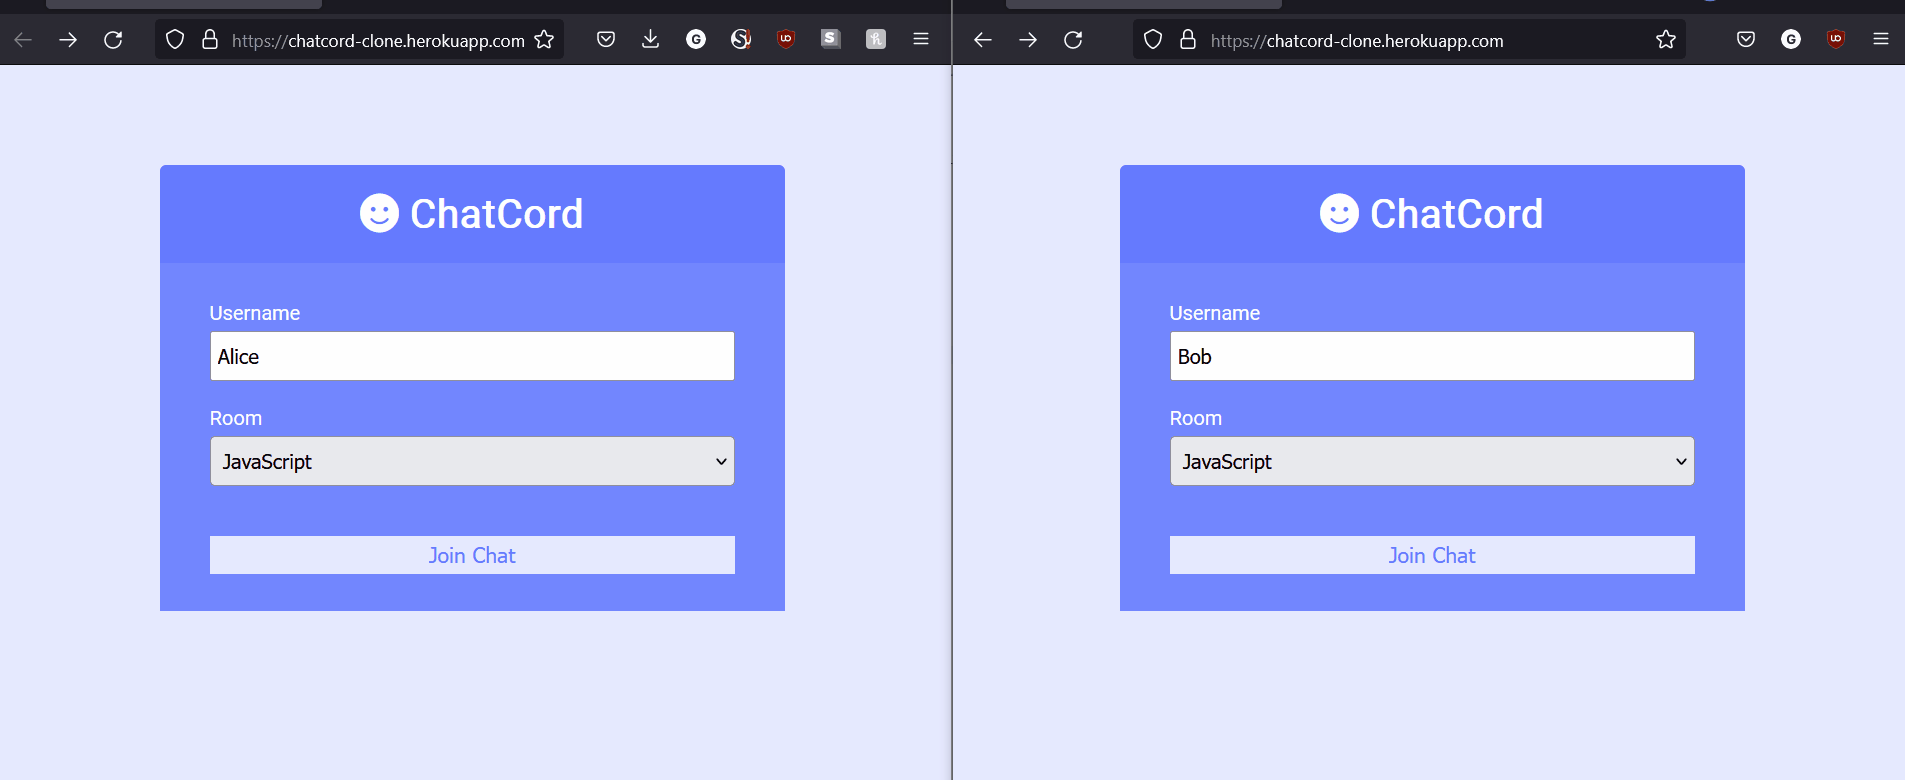 https://chatcord-clone.herokuapp.com
ChatCord
Username
Alice
Room
JavaScript
Join Chat
https://chatcord-clone.herokuapp.com
ChatCord
Username
Bob
Room
JavaScript
Join Chat